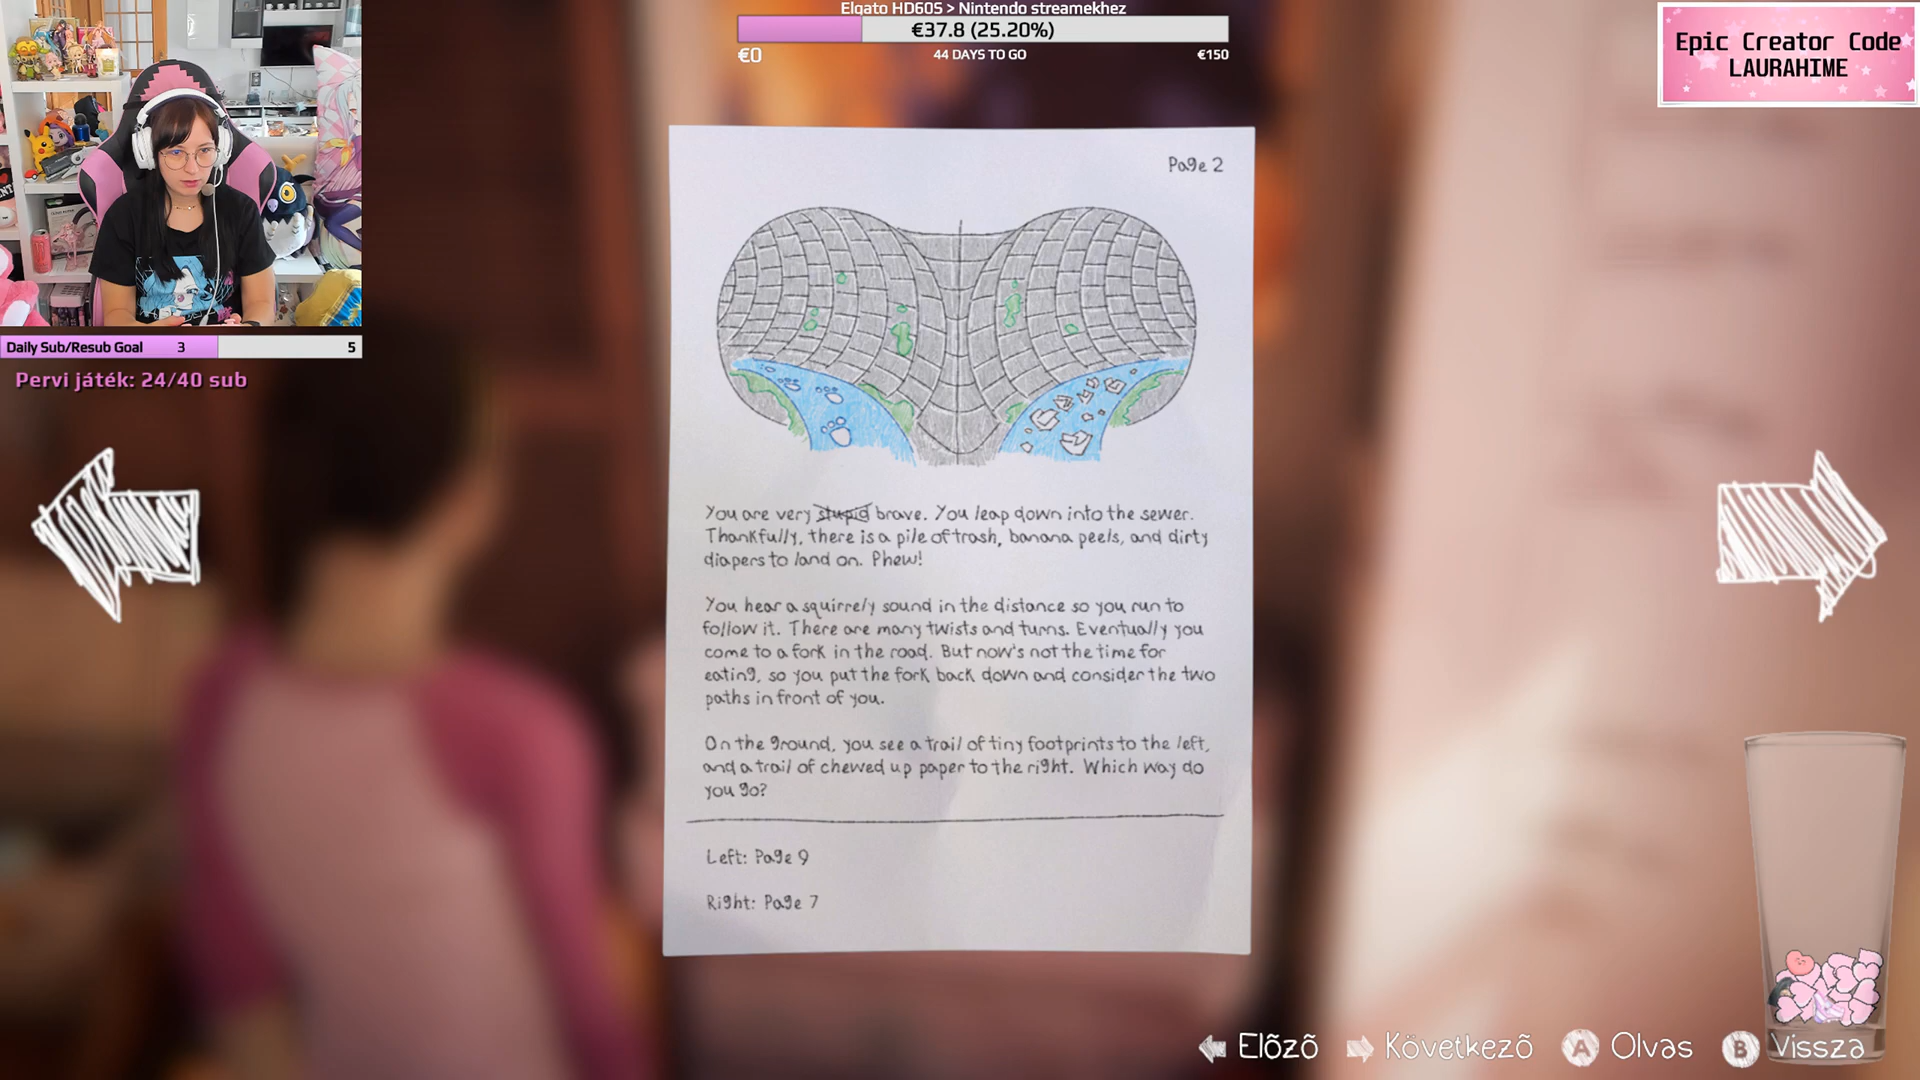 Elgato HD60S > Nintendo streamekhez
€37.8 (25.20%)
€0
44 DAYS TO GO
€150
Epic Creator Code
LAURAHIME
Daily Sub/Resub Goal 3
5
Pervi játék: 24/40 sub
Page 2
You are very stupid brave. You leap down into the sewer.
Thankfully, there is a pile of trash, banana peels, and dirty
diapers to land on. Phew!
You hear a squirrely sound in the distance so you run to
follow it. There are many twists and turns. Eventually you
come to a fork in the road. But now's not the time for
eating, so you put the fork back down and consider the two
paths in front of you.
On the ground, you see a trail of tiny footprints to the left,
and a trail of chewed up paper to the right. Which way do
you go?
Left: Page 9
Right: Page 7
Előző
Következő
A Olvas
B Vissza